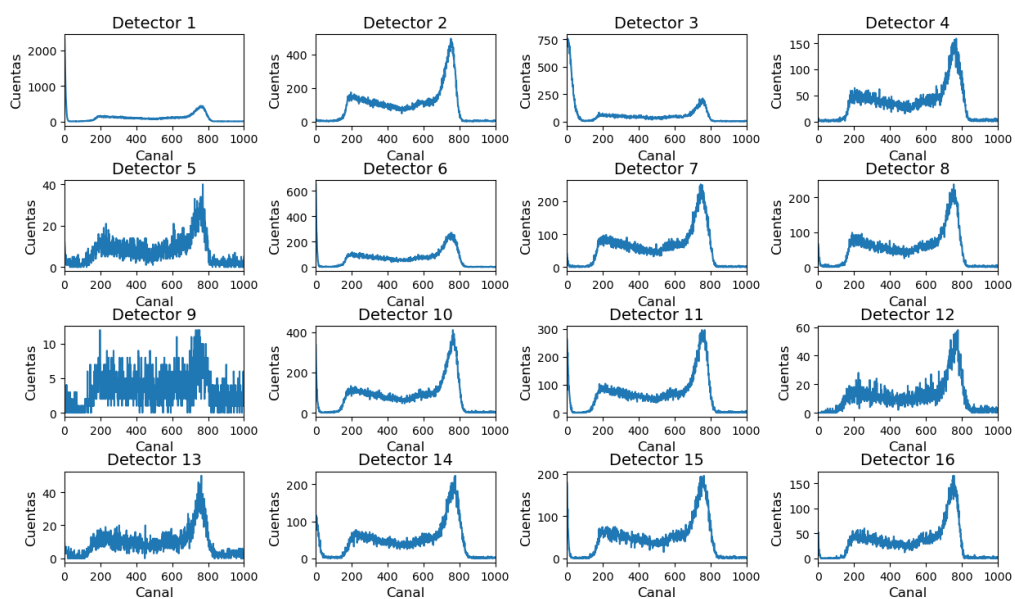 Detector 1 Detector 2 Detector 3 Detector 4
Cuentas Cuentas Cuentas Cuentas
2000 400 750 150
1000 200 500 100
0 0 250 50
0 0
0 200 400 600 800 1000 0 200 400 600 800 1000 0 200 400 600 800 1000 0 200 400 600 800 1000
Canal Canal Canal Canal
Detector 5 Detector 6 Detector 7 Detector 8
Cuentas Cuentas Cuentas Cuentas
40 600 200 200
20 400 100 100
0 200 0 0
0
0 200 400 600 800 1000 0 200 400 600 800 1000 0 200 400 600 800 1000 0 200 400 600 800 1000
Canal Canal Canal Canal
Detector 9 Detector 10 Detector 11 Detector 12
Cuentas Cuentas Cuentas Cuentas
10 400 300 60
5 200 200 40
0 0 100 20
0 0
0 200 400 600 800 1000 0 200 400 600 800 1000 0 200 400 600 800 1000 0 200 400 600 800 1000
Canal Canal Canal Canal
Detector 13 Detector 14 Detector 15 Detector 16
Cuentas Cuentas Cuentas Cuentas
40 200 200 150
20 100 100 100
0 0 0 50
0
0 200 400 600 800 1000 0 200 400 600 800 1000 0 200 400 600 800 1000 0 200 400 600 800 1000
Canal Canal Canal Canal